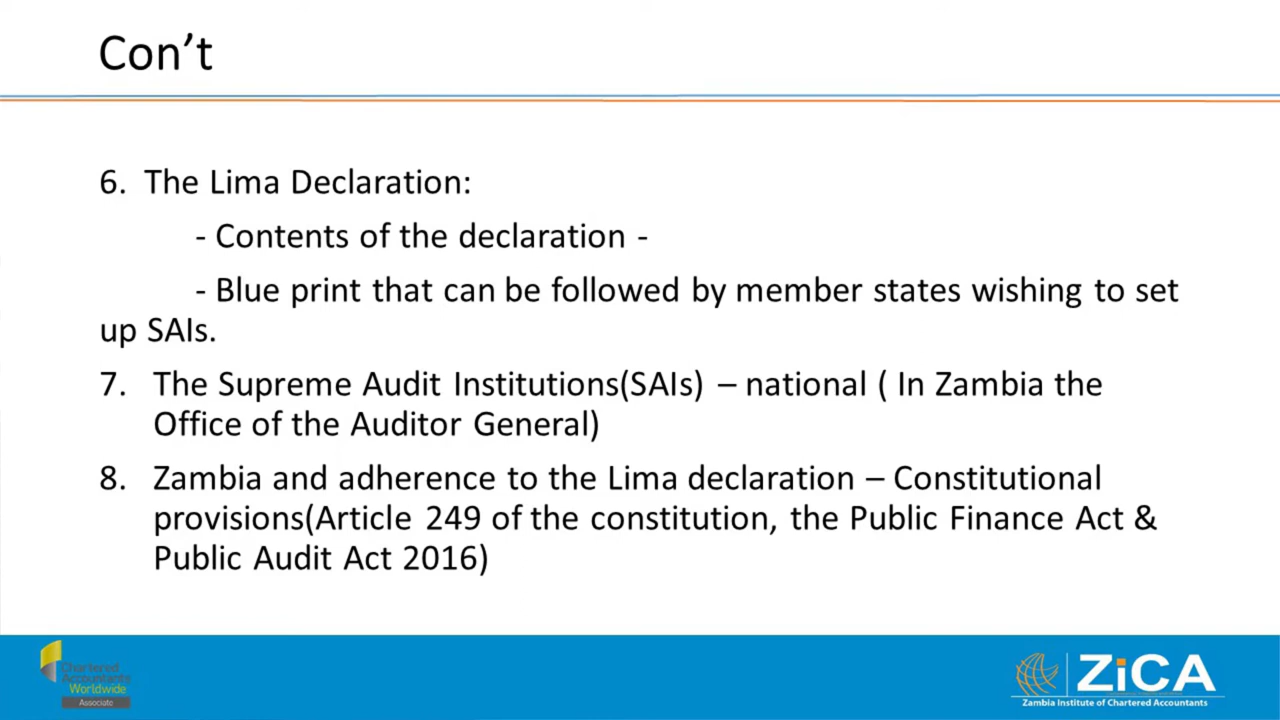 Con’t
6. The Lima Declaration:
- Contents of the declaration -
- Blue print that can be followed by member states wishing to set
up SAIs.
7. The Supreme Audit Institutions(SAIs) – national ( In Zambia the
Office of the Auditor General)
8. Zambia and adherence to the Lima declaration – Constitutional
provisions(Article 249 of the constitution, the Public Finance Act &
Public Audit Act 2016)
Chartered
Accountants
Worldwide
Associate
ZiCA
Zambia Institute of Chartered Accountants